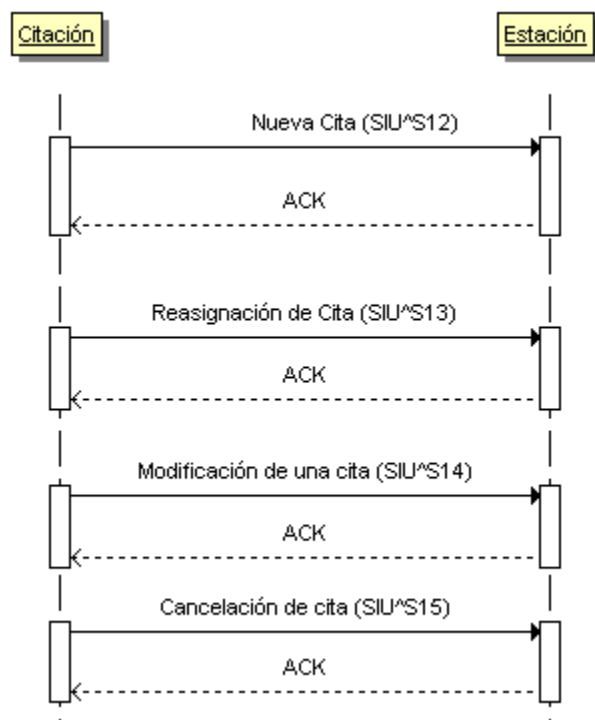 Citación
Estación
Nueva Cita (SIU^S12)
ACK
Reasignación de Cita (SIU^S13)
ACK
Modificación de una cita (SIU^S14)
ACK
Cancelación de cita (SIU^S15)
ACK